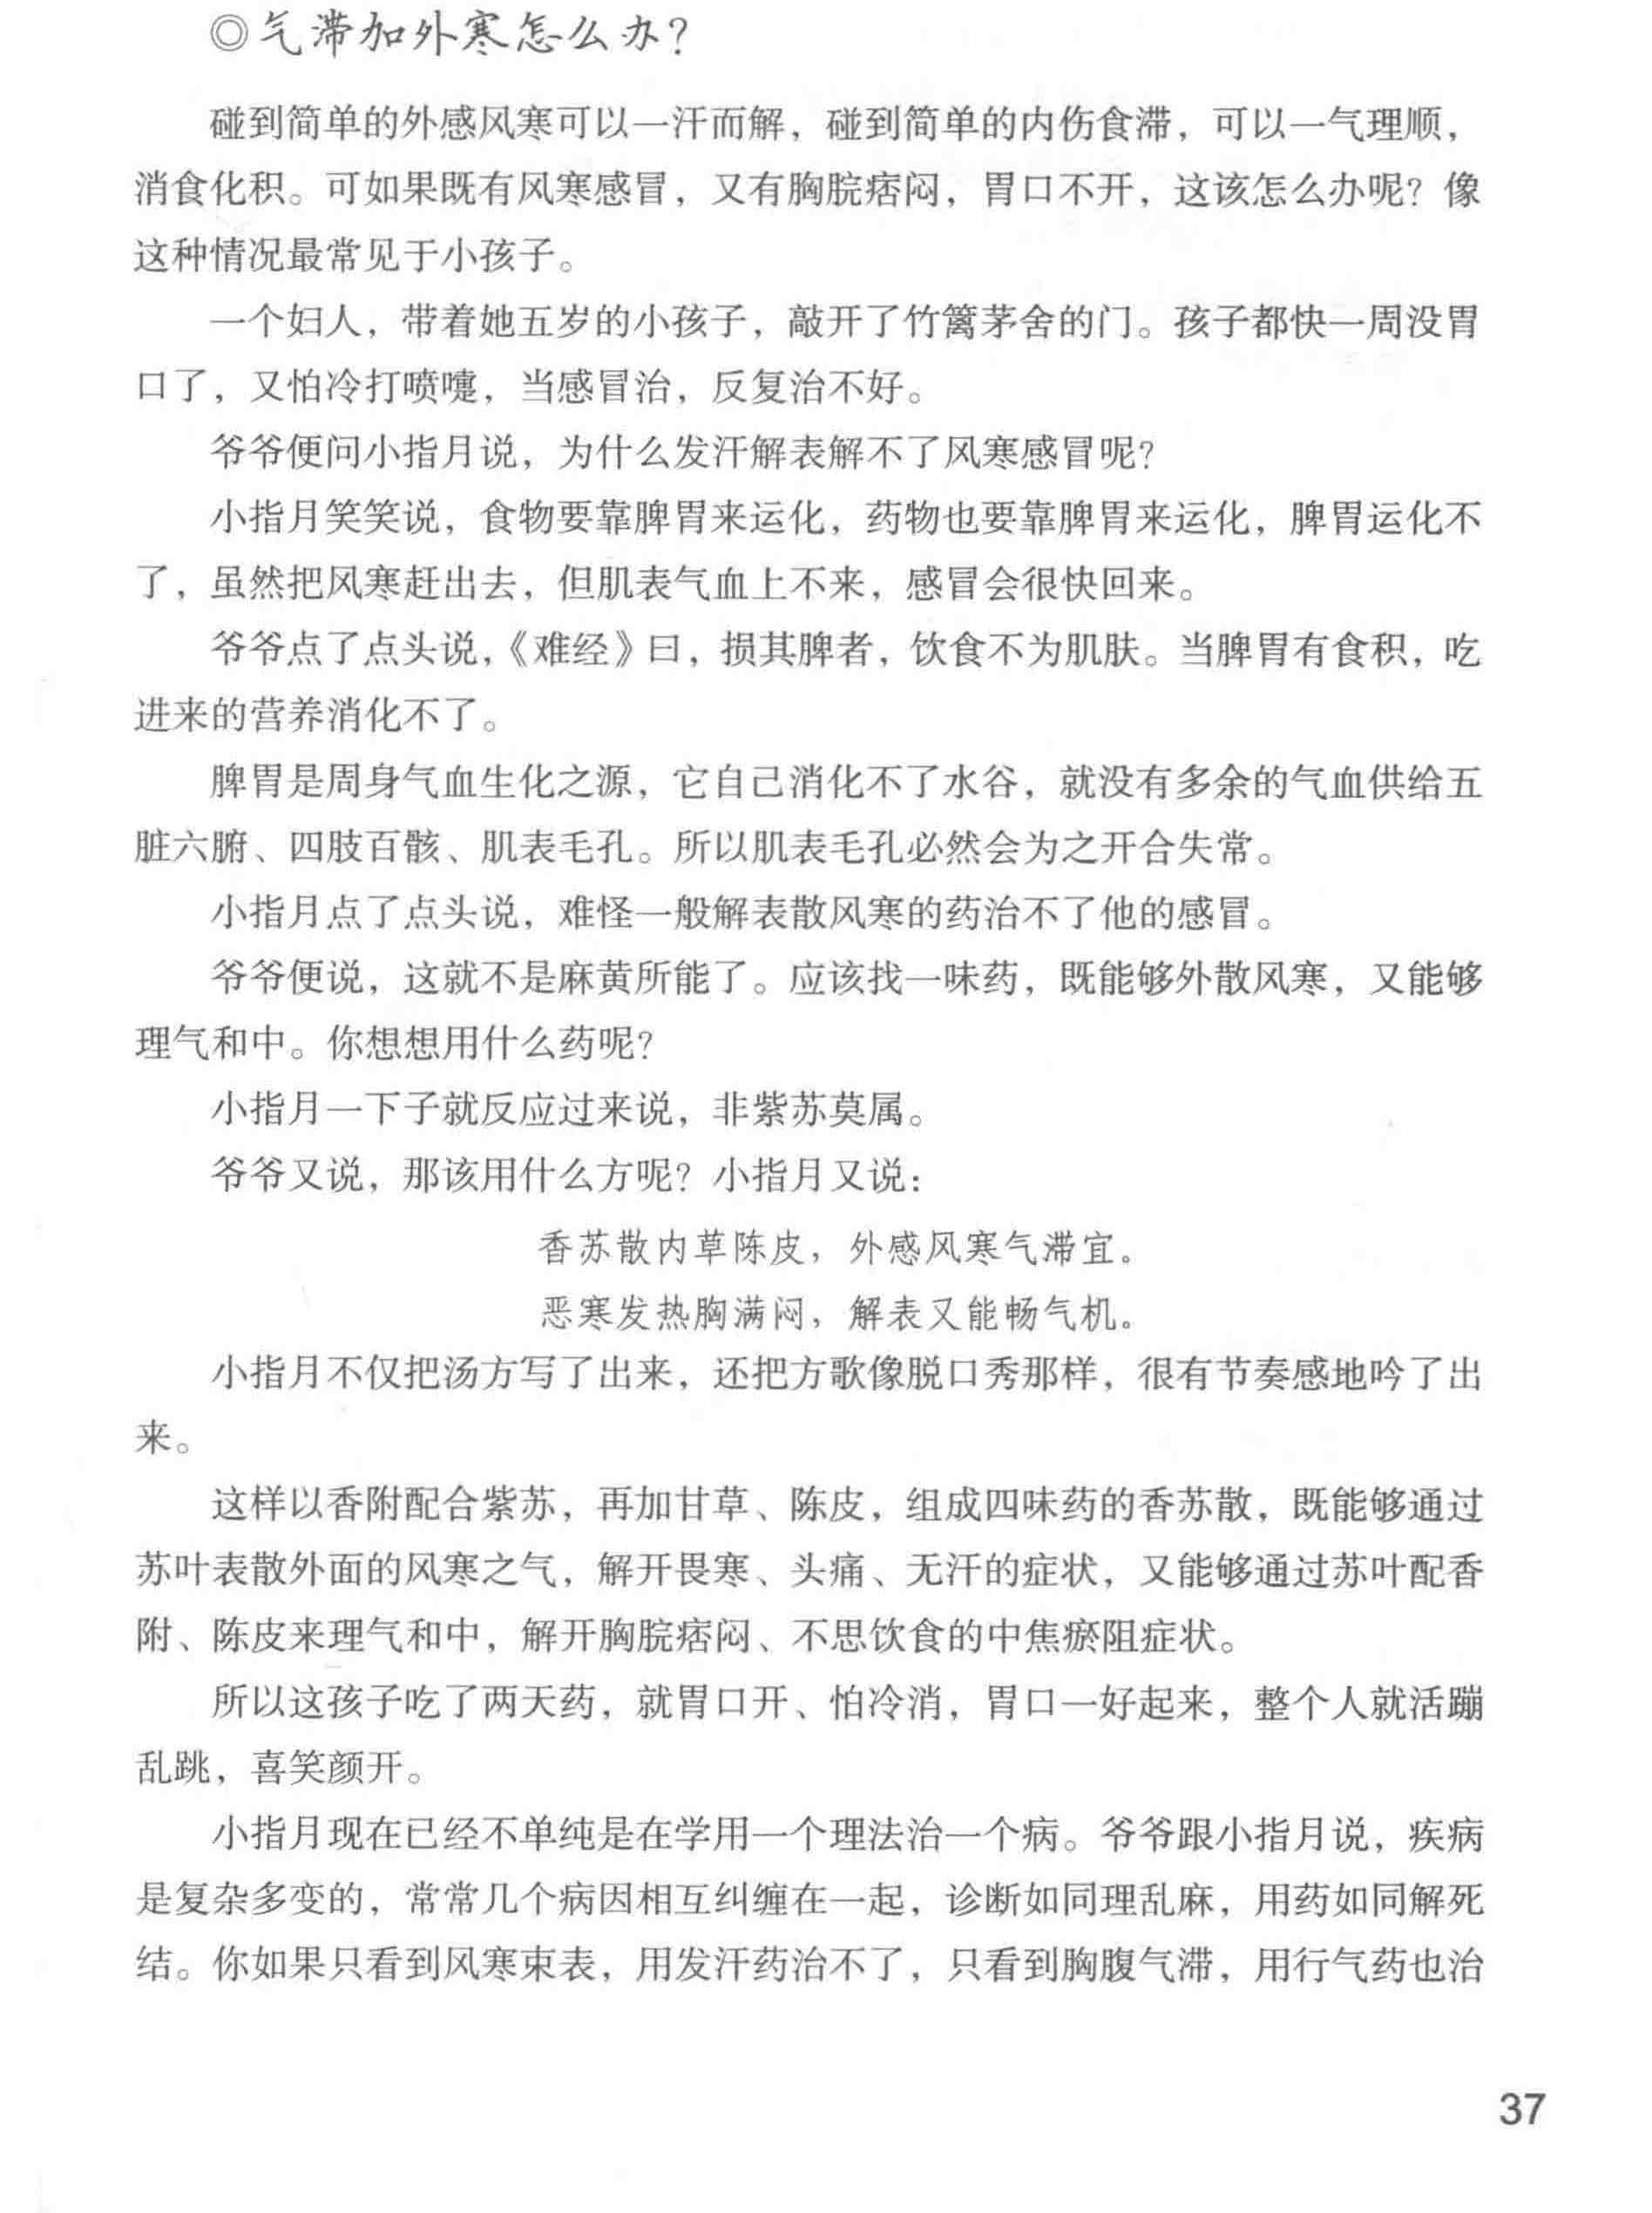 ◎气滞加外寒怎么办？
碰到简单的外感风寒可以一汗而解，碰到简单的内伤食滞，可以一气理顺，
消食化积。可如果既有风寒感冒，又有胸脘痞闷，胃口不开，这该怎么办呢？像
这种情况最常见于小孩子。
一个妇人，带着她五岁的小孩子，敲开了竹篱茅舍的门。孩子都快一周没胃
口了，又怕冷打喷嚏，当感冒治，反复治不好。
爷爷便问小指月说，为什么发汗解表解不了风寒感冒呢？
小指月笑笑说，食物要靠脾胃来运化，药物也要靠脾胃来运化，脾胃运化不
了，虽然把风寒赶出去，但肌表气血上不来，感冒会很快回来。
爷爷点了点头说，《难经》曰，损其脾者，饮食不为肌肤。当脾胃有食积，吃
进来的营养消化不了。
脾胃是周身气血生化之源，它自己消化不了水谷，就没有多余的气血供给五
脏六腑、四肢百骸、肌表毛孔。所以肌表毛孔必然会为之开合失常。
小指月点了点头说，难怪一般解表散风寒的药治不了他的感冒。
爷爷便说，这就不是麻黄所能了。应该找一味药，既能够外散风寒，又能够
理气和中。你想想用什么药呢？
小指月一下子就反应过来说，非紫苏莫属。
爷爷又说，那该用什么方呢？小指月又说：
香苏散内草陈皮，外感风寒气滞宜。
恶寒发热胸满闷，解表又能畅气机。
小指月不仅把汤方写了出来，还把方歌像脱口秀那样，很有节奏感地吟了出
来。
这样以香附配合紫苏，再加甘草、陈皮，组成四味药的香苏散，既能够通过
苏叶表散外面的风寒之气，解开畏寒、头痛、无汗的症状，又能够通过苏叶配香
附、陈皮来理气和中，解开胸脘痞闷、不思饮食的中焦瘀阻症状。
所以这孩子吃了两天药，就胃口开、怕冷消，胃口一好起来，整个人就活蹦
乱跳，喜笑颜开。
小指月现在已经不单纯是在学用一个理法治一个病。爷爷跟小指月说，疾病
是复杂多变的，常常几个病因相互纠缠在一起，诊断如同理乱麻，用药如同解死
结。你如果只看到风寒束表，用发汗药治不了，只看到胸腹气滞，用行气药也治
37